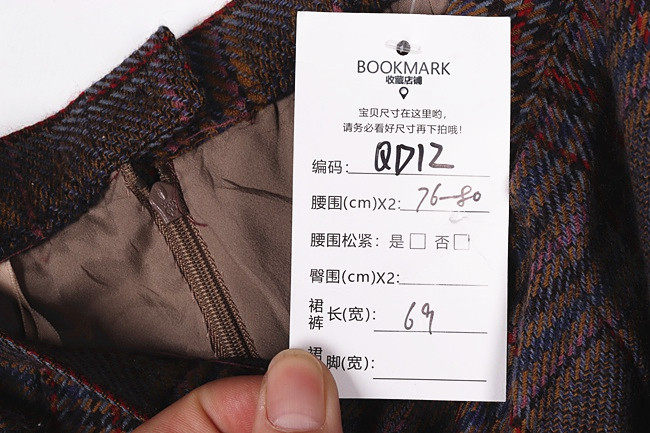 BOOKMARK
收藏店铺
宝贝尺寸在这里哟,
请务必看好尺寸再下拍哦!
编码: QD12
腰围(cm)X2: 76-80
腰围松紧: 是 □ 否 □
臀围(cm)X2:
裙裤长(宽): 69
裙 脚(宽):